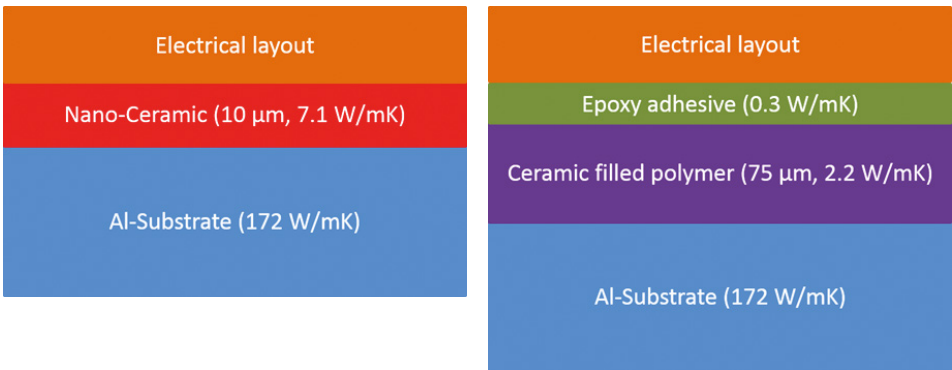 Electrical layout
Nano-Ceramic (10 µm, 7.1 W/mK)
Al-Substrate (172 W/mK)
Electrical layout
Epoxy adhesive (0.3 W/mK)
Ceramic filled polymer (75 µm, 2.2 W/mK)
Al-Substrate (172 W/mK)